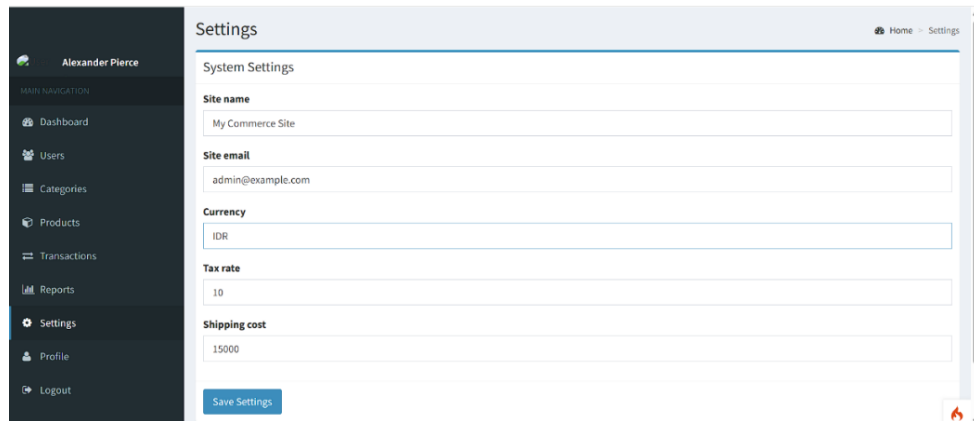 Settings
Home > Settings
Alexander Pierce
MAIN NAVIGATION
Dashboard
Users
Categories
Products
Transactions
Reports
Settings
Profile
Logout
System Settings
Site name
My Commerce Site
Site email
admin@example.com
Currency
IDR
Tax rate
10
Shipping cost
15000
Save Settings